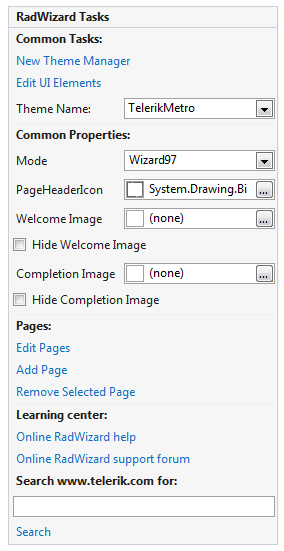 RadWizard Tasks
Common Tasks:
New Theme Manager
Edit UI Elements
Theme Name: TelerikMetro
Common Properties:
Mode Wizard97
PageHeaderIcon System.Drawing.Bi ...
Welcome Image (none) ...
Hide Welcome Image
Completion Image (none) ...
Hide Completion Image
Pages:
Edit Pages
Add Page
Remove Selected Page
Learning center:
Online RadWizard help
Online RadWizard support forum
Search www.telerik.com for:
Search